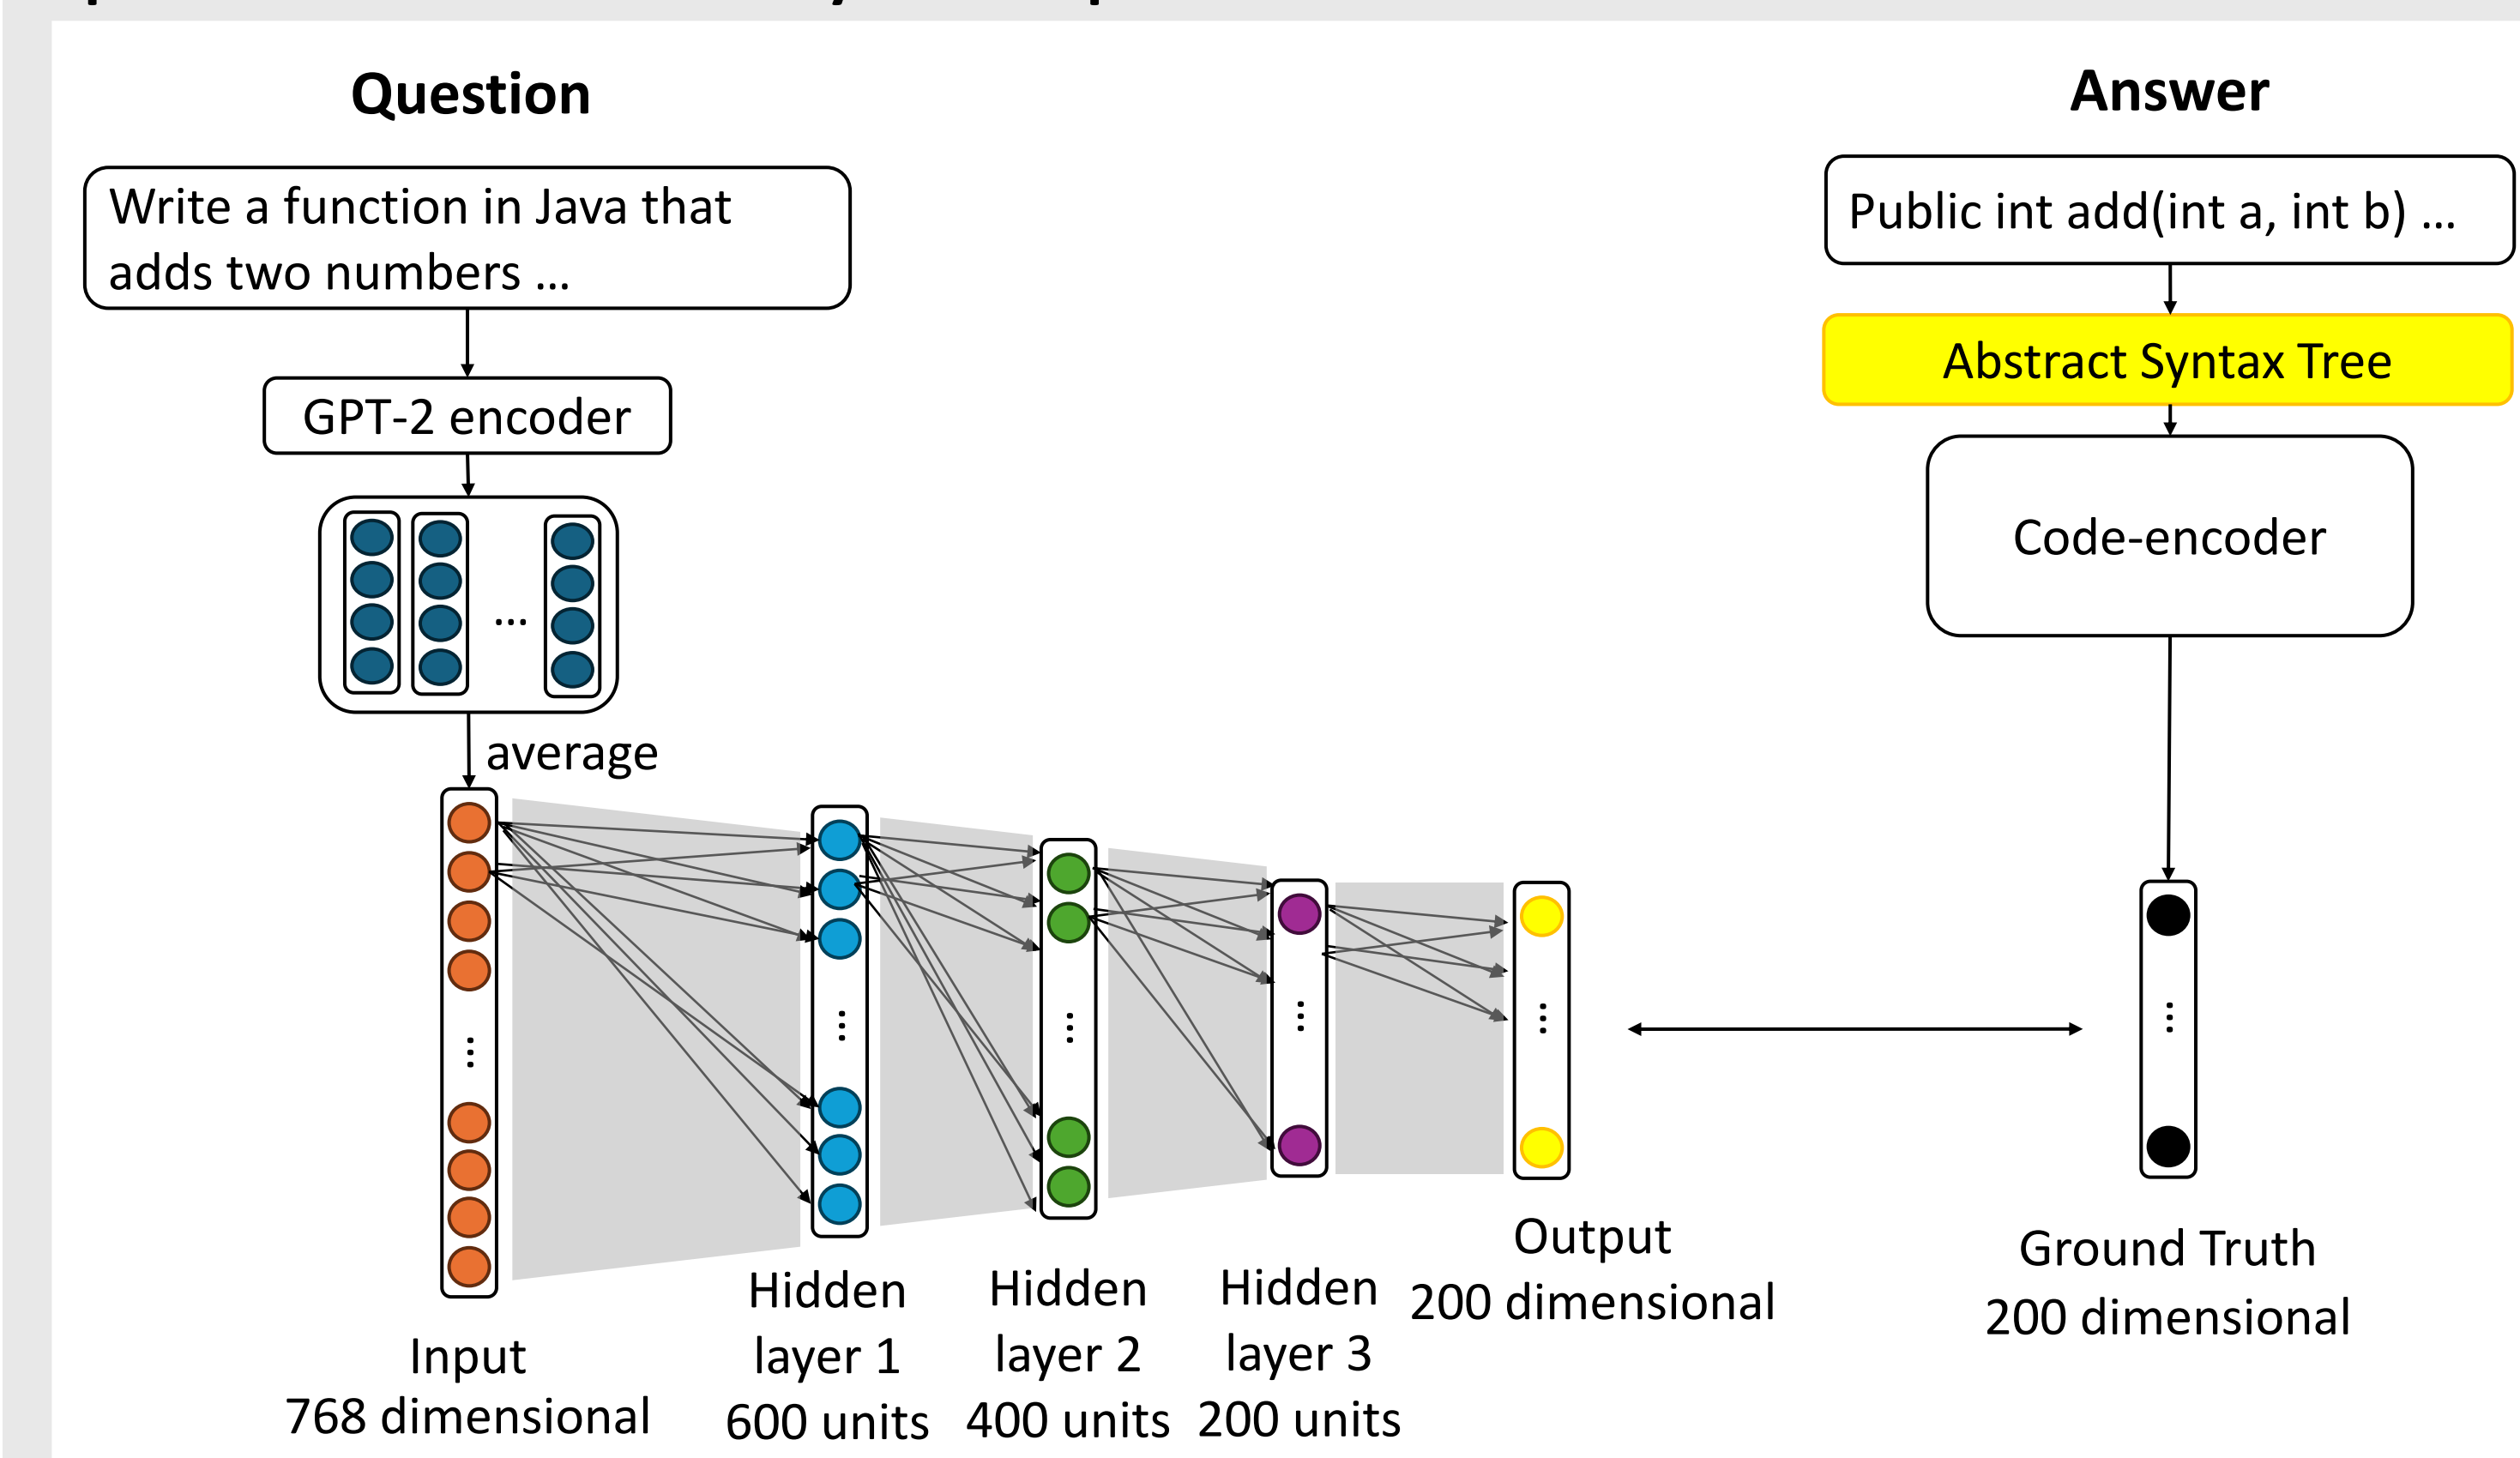 Question
Write a function in Java that
adds two numbers ...
GPT-2 encoder
...
average
Input
768 dimensional
Hidden
layer 1
600 units
Hidden
layer 2
400 units
Hidden
layer 3
200 units
Output
200 dimensional
Answer
Public int add(int a, int b) ...
Abstract Syntax Tree
Code-encoder
Ground Truth
200 dimensional